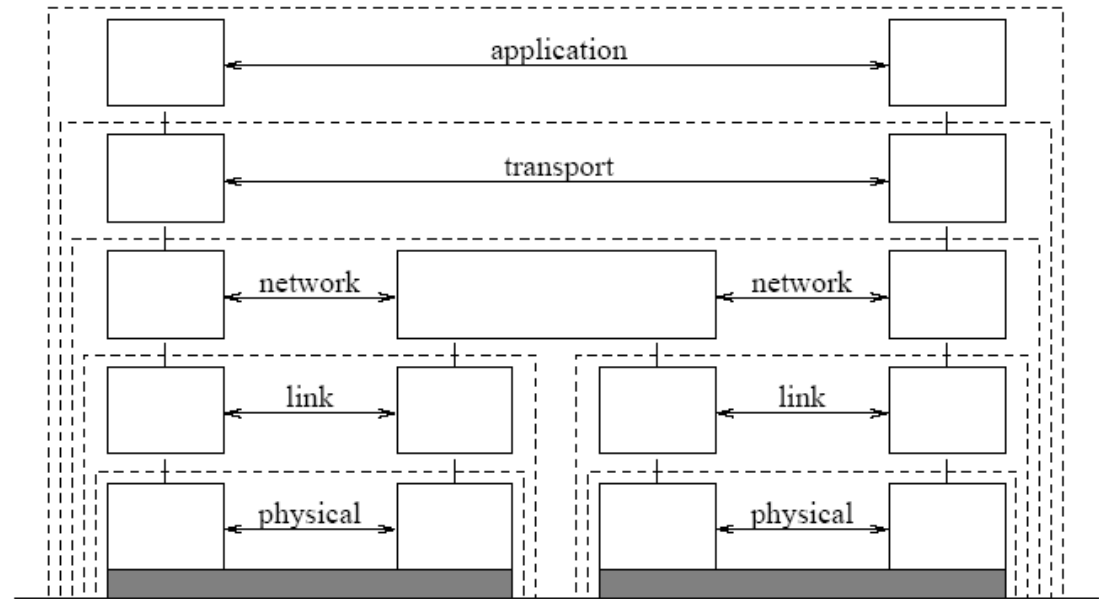 application
transport
network
network
link
link
physical
physical